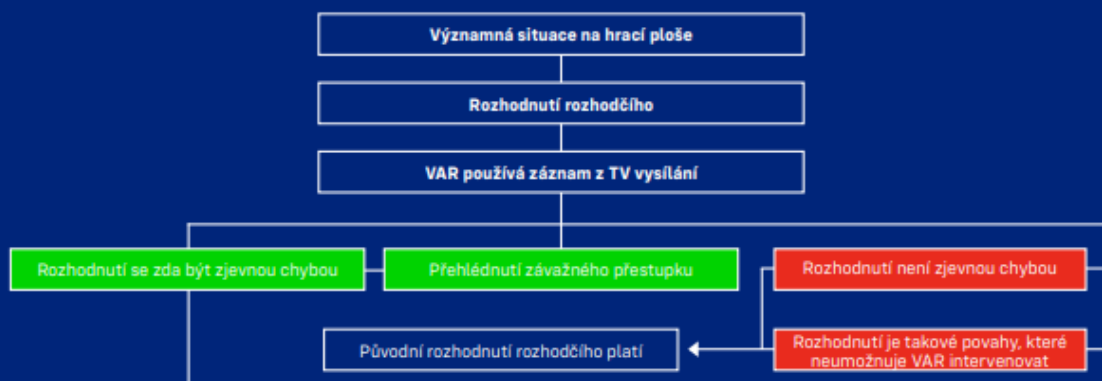 Významná situace na hrací ploše
Rozhodnutí rozhodčího
VAR používá záznam z TV vysílání
Rozhodnutí se zda být zjevnou chybou
Přehlédnutí závažného přestupku
Rozhodnutí není zjevnou chybou
Původní rozhodnutí rozhodčího platí
Rozhodnutí je takové povahy, které
neumožnuje VAR intervenovat